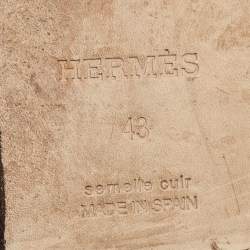 HERMÈS
43
semelle cuir
MADE IN SPAIN